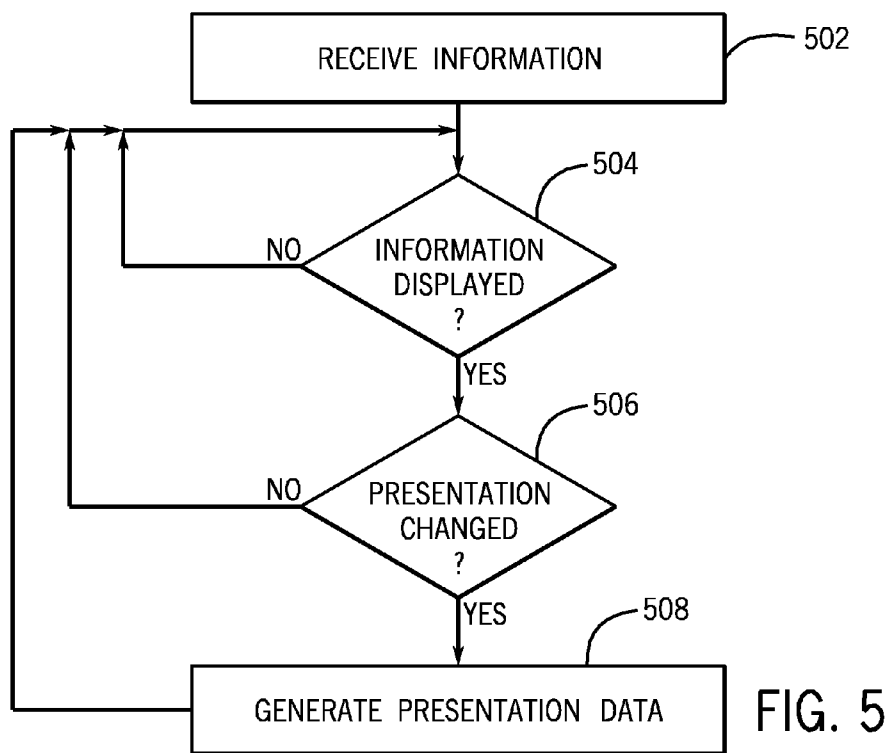 RECEIVE INFORMATION
502
504
NO
INFORMATION
DISPLAYED
?
YES
506
NO
PRESENTATION
CHANGED
?
YES
508
GENERATE PRESENTATION DATA
FIG. 5